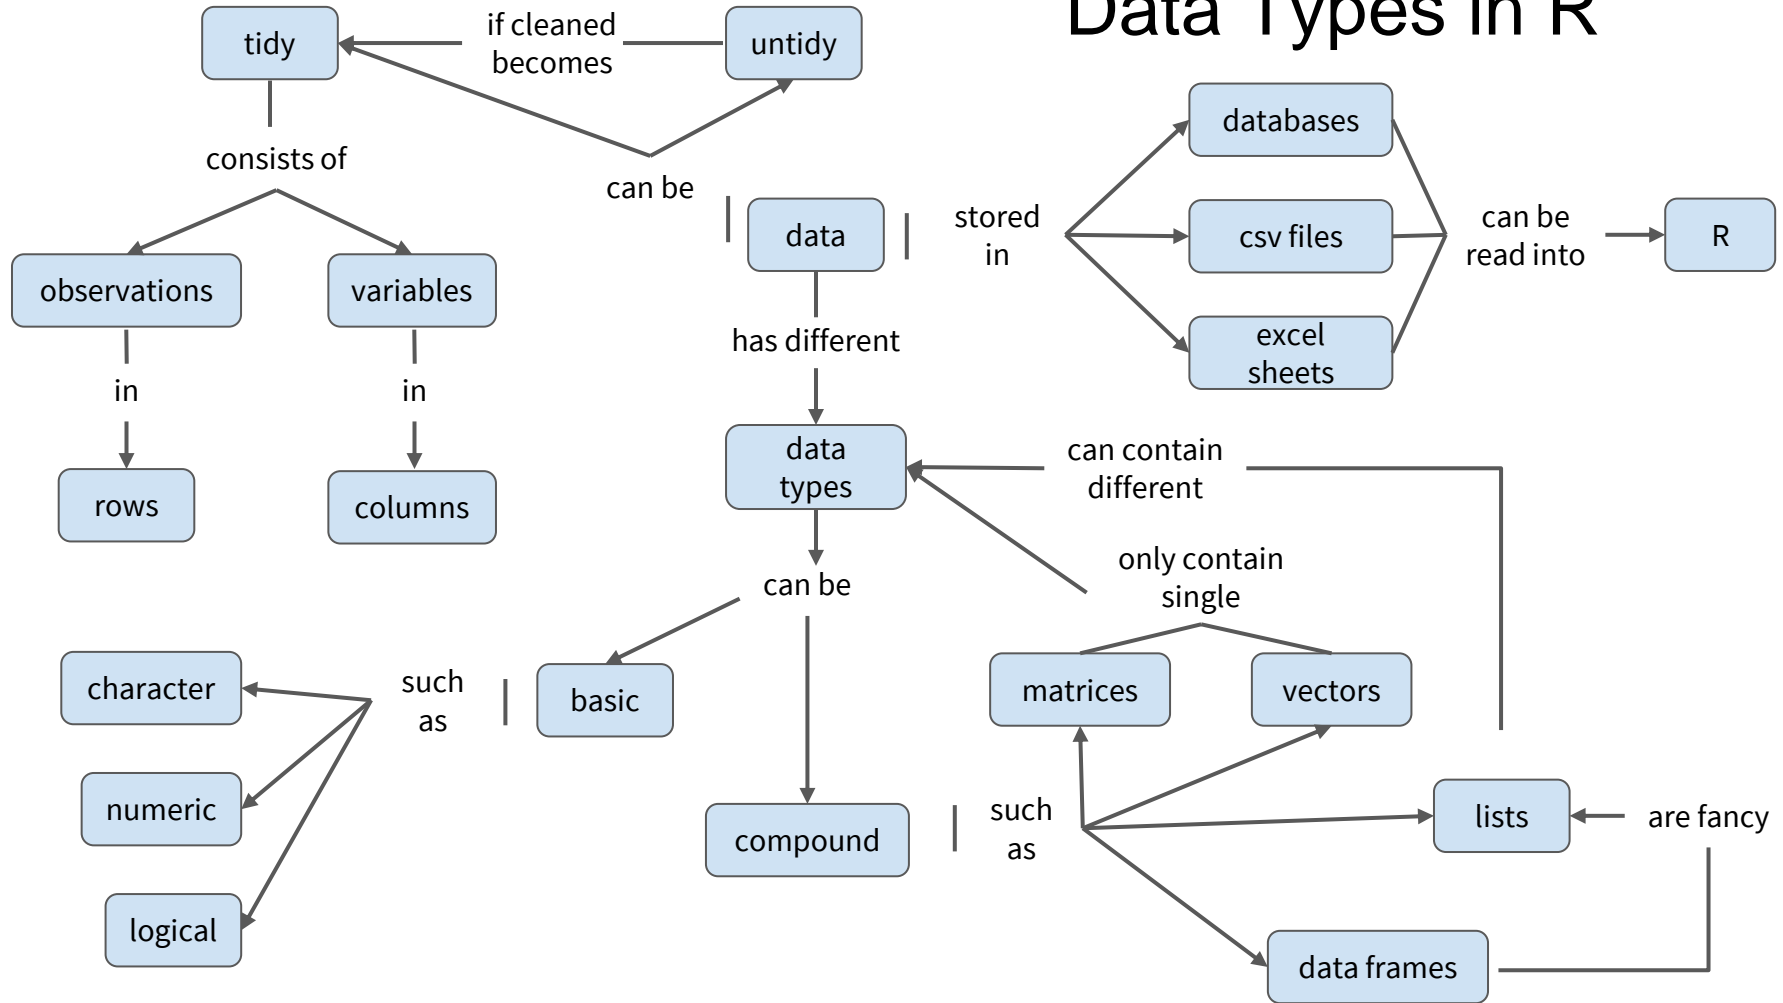 Data Types in R
tidy
if cleaned
becomes
untidy
consists of
can be
observations
variables
in
in
rows
columns
data
stored
in
databases
csv files
excel
sheets
can be
read into
R
has different
data
types
can contain
different
only contain
single
can be
character
numeric
logical
such
as
basic
compound
such
as
matrices
vectors
lists
are fancy
data frames